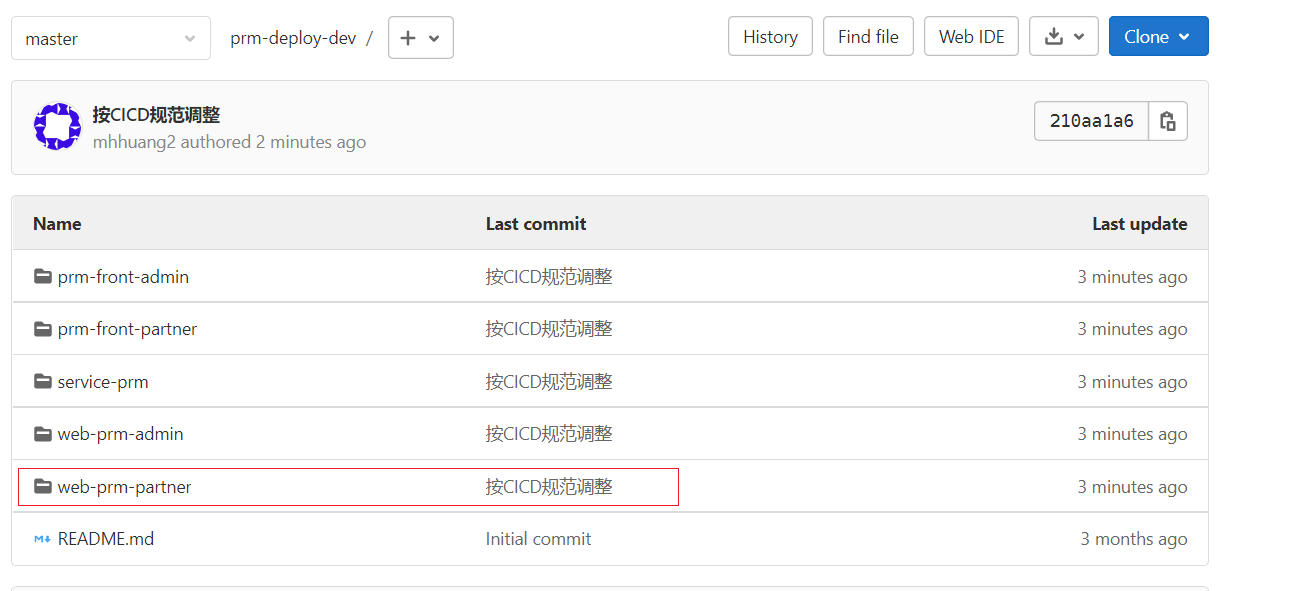 master prm-deploy-dev / + History Find file Web IDE Clone
按CICD规范调整
mhhuang2 authored 2 minutes ago
210aa1a6
Name Last commit Last update
prm-front-admin 按CICD规范调整 3 minutes ago
prm-front-partner 按CICD规范调整 3 minutes ago
service-prm 按CICD规范调整 3 minutes ago
web-prm-admin 按CICD规范调整 3 minutes ago
web-prm-partner 按CICD规范调整 3 minutes ago
M↓ README.md Initial commit 3 months ago